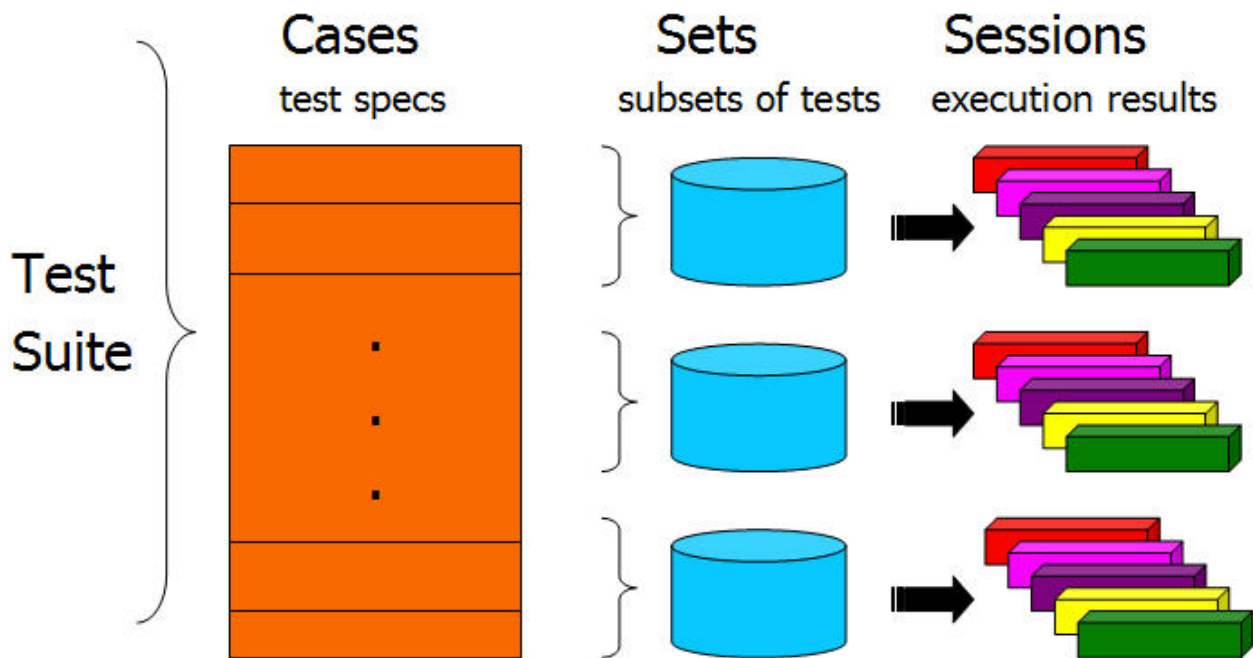 Cases
Sets
Sessions
test specs
subsets of tests
execution results
Test
Suite